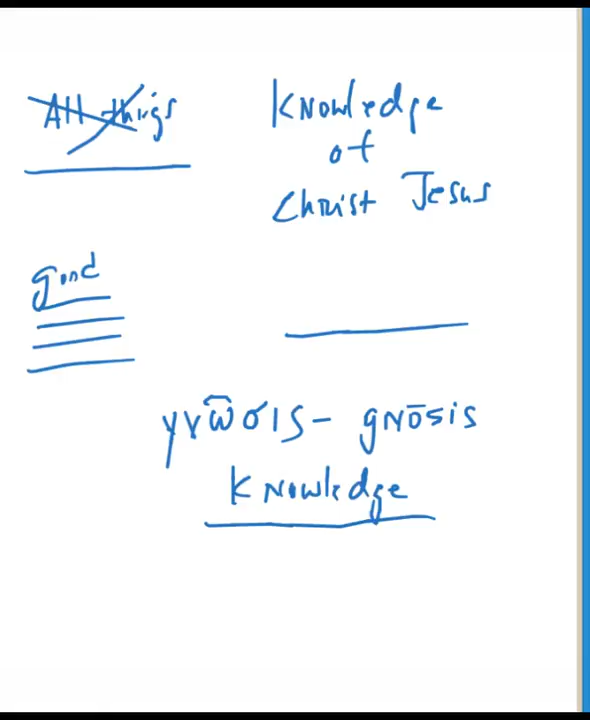 All things
Knowledge
of
Christ Jesus
good
γνῶσις - gnōsis
Knowledge